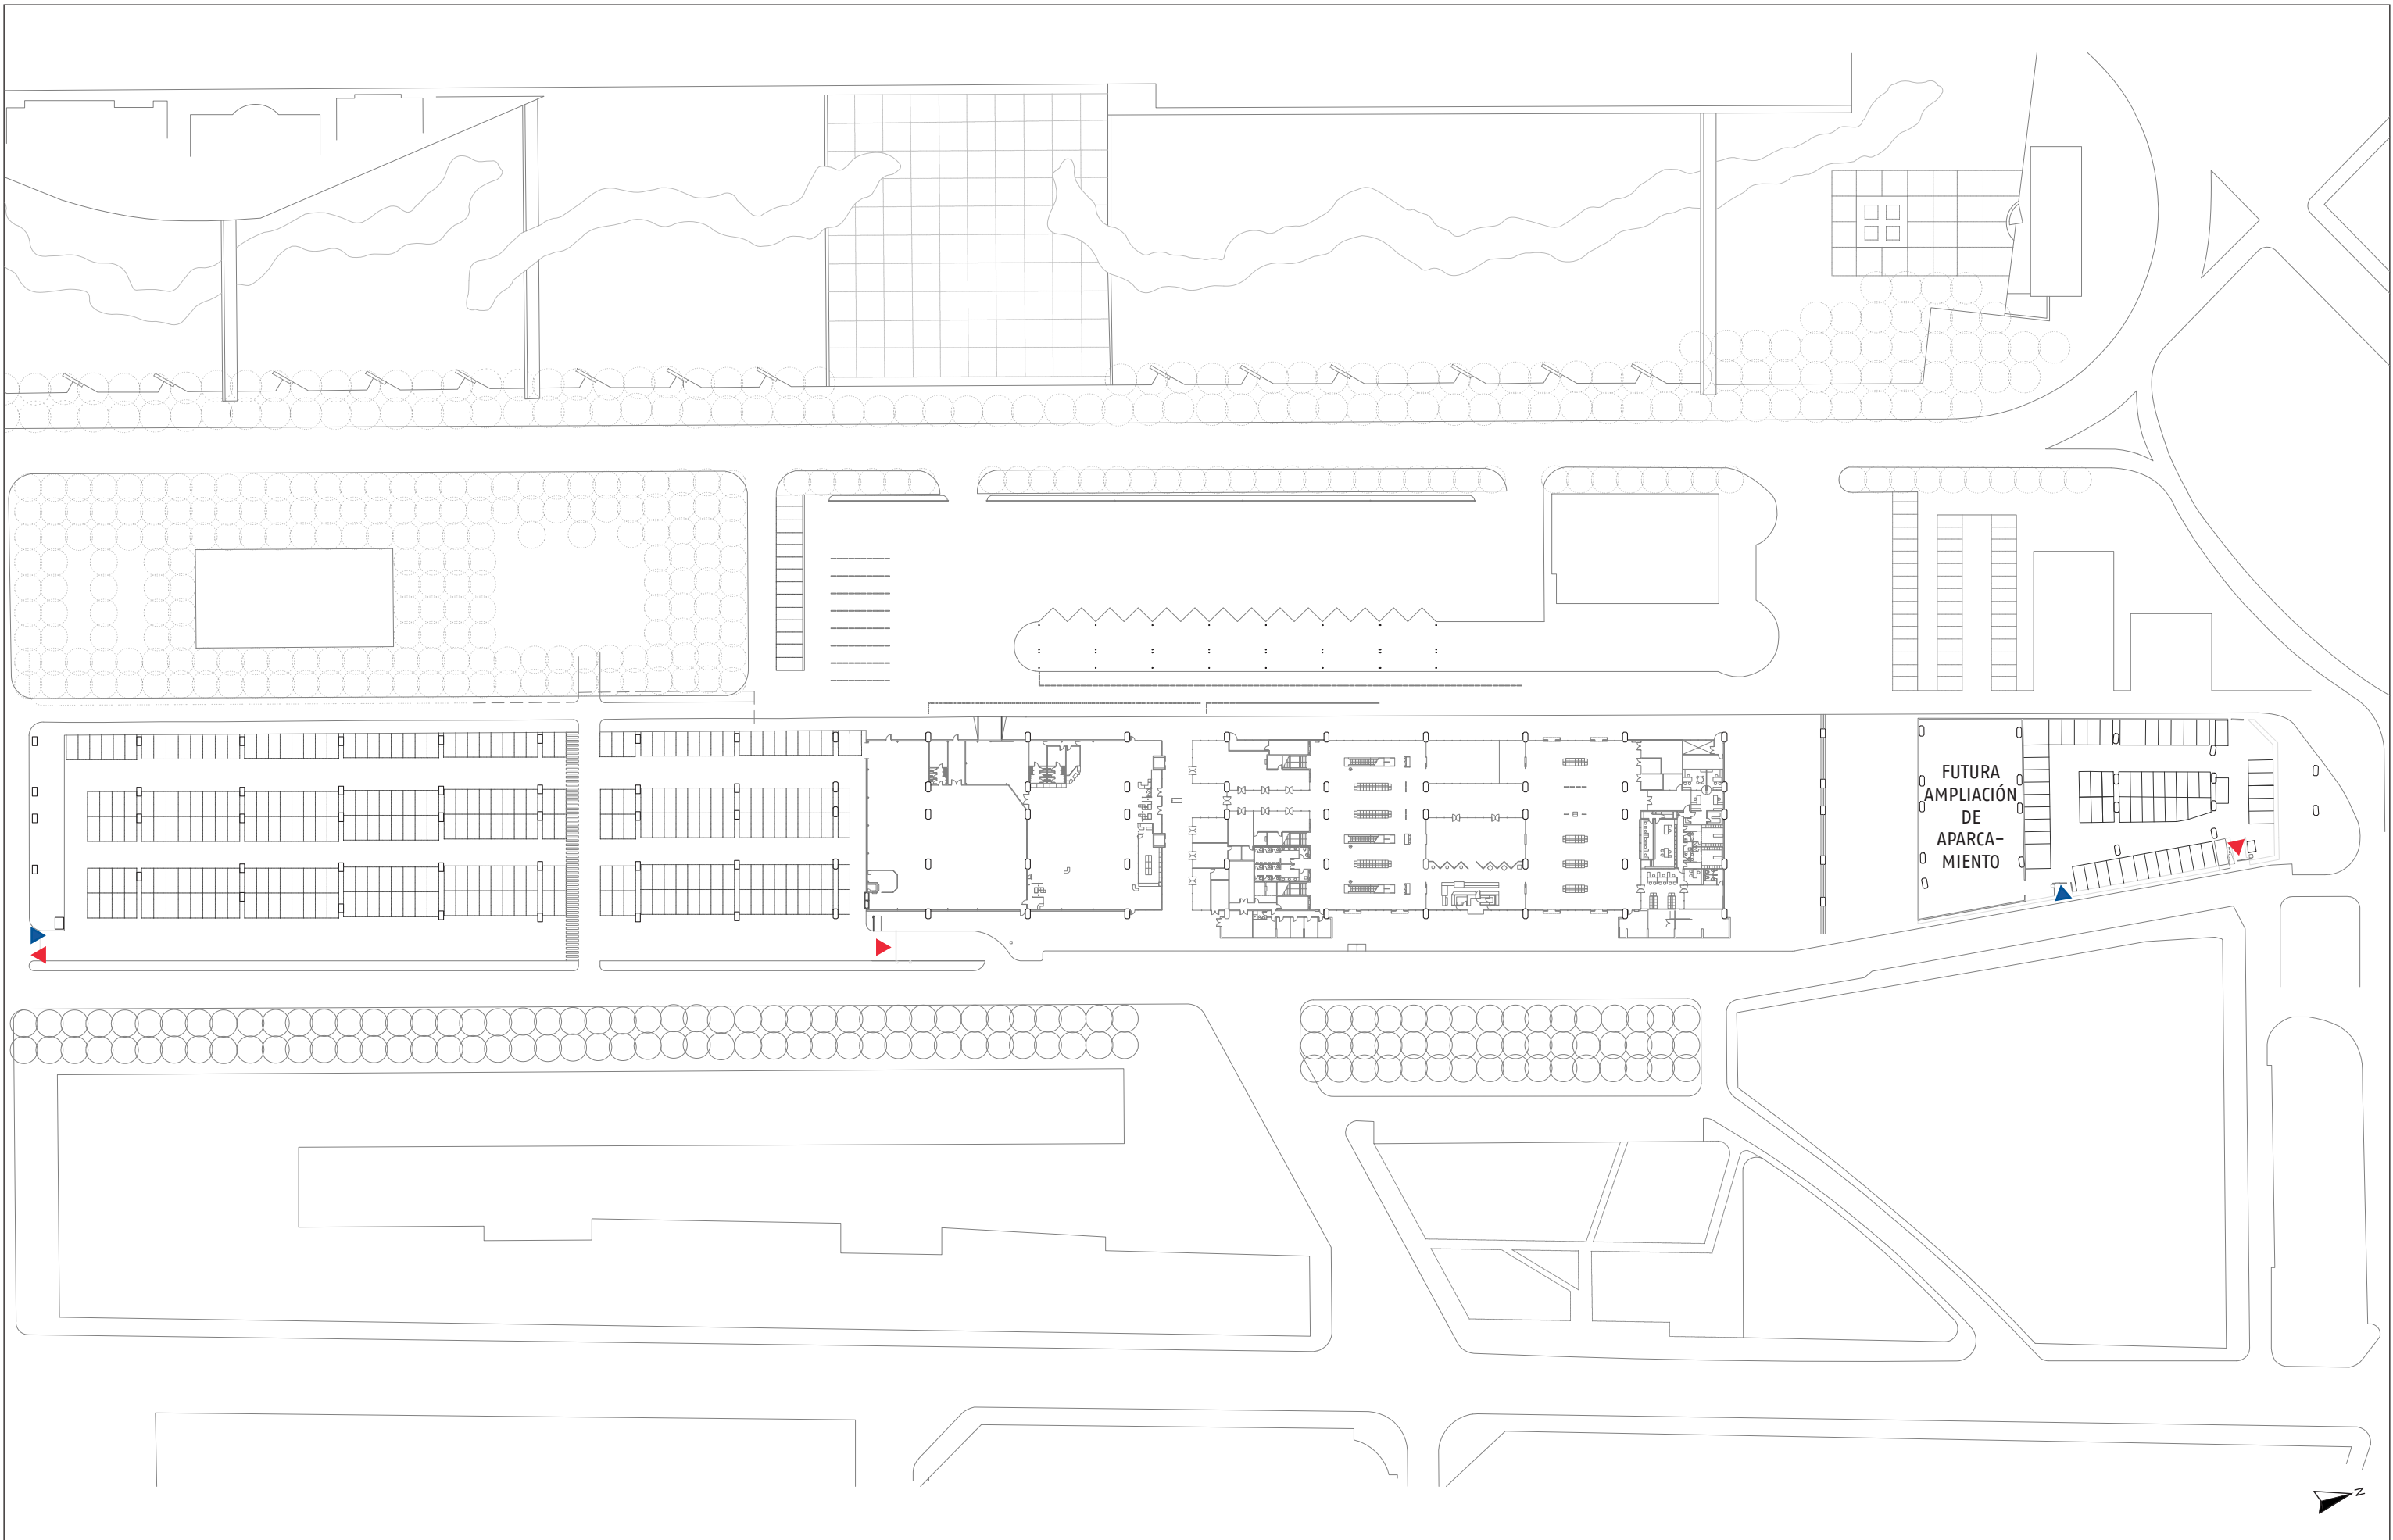 FUTURA
AMPLIACIÓN
DE
APARCA-
MIENTO
N